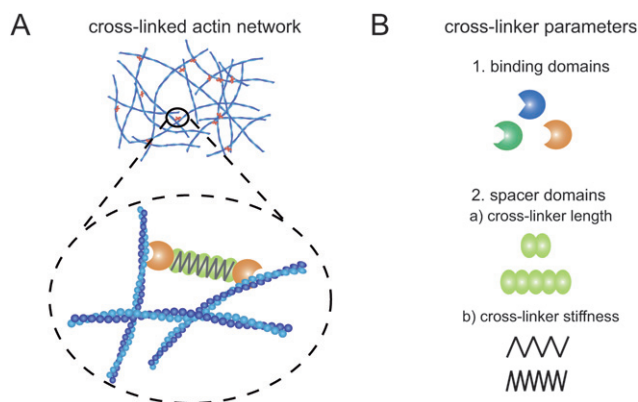 A
cross-linked actin network
B
cross-linker parameters
1. binding domains
2. spacer domains
a) cross-linker length
b) cross-linker stiffness